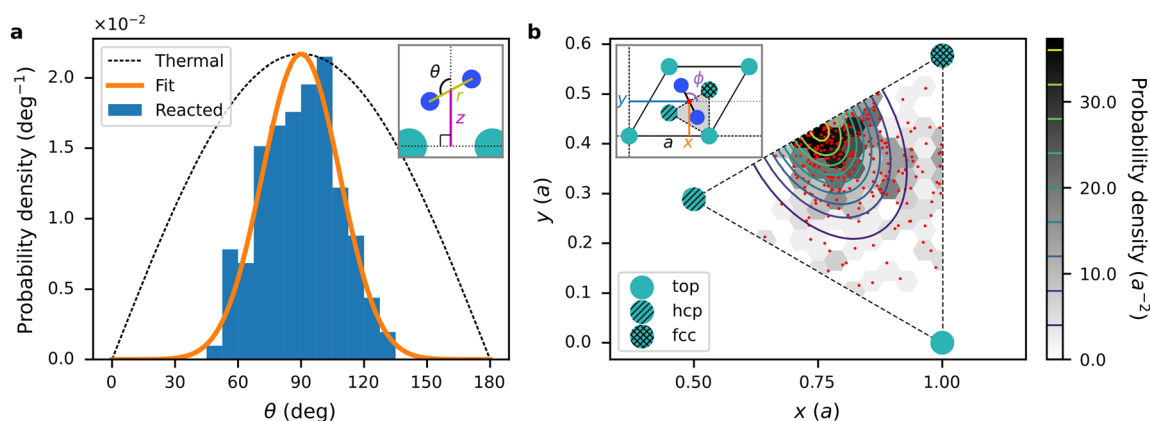 a
×10⁻²
Probability density (deg⁻¹)
2.0
1.5
1.0
0.5
0.0
Thermal
Fit
Reacted
θ
r
z
0
30
60
90
120
150
180
θ (deg)
b
y (a)
0.6
0.5
0.4
0.3
0.2
0.1
0.0
ϕ
y
a
x
top
hcp
fcc
0.50
0.75
1.00
x (a)
30.0
20.0
10.0
0.0
Probability density (a⁻²)